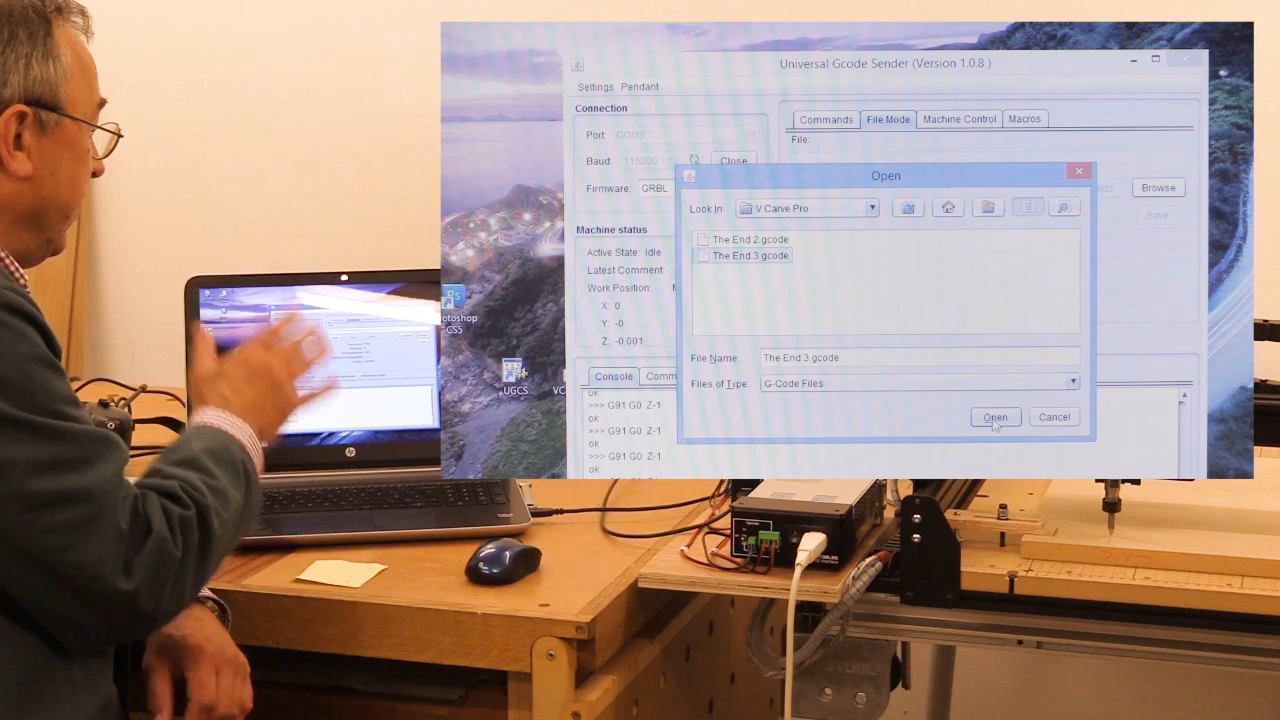 Universal Gcode Sender (Version 1.0.8 )
Settings Pendant
Connection
Port: COM3
Baud: 115200
Close
Firmware: GRBL
Commands File Mode Machine Control Macros
File:
Browse
Save
Machine status
Active State: Idle
Latest Comment:
Work Position:
X: 0
Y: -0
Z: -0.001
Console
ok
>>> G91 G0 Z-1
ok
>>> G91 G0 Z-1
ok
>>> G91 G0 Z-1
ok
Open
Look In: V Carve Pro
The End 2.gcode
The End 3.gcode
File Name: The End 3.gcode
Files of Type: G-Code Files
Open Cancel
CS5
UGCS
hp